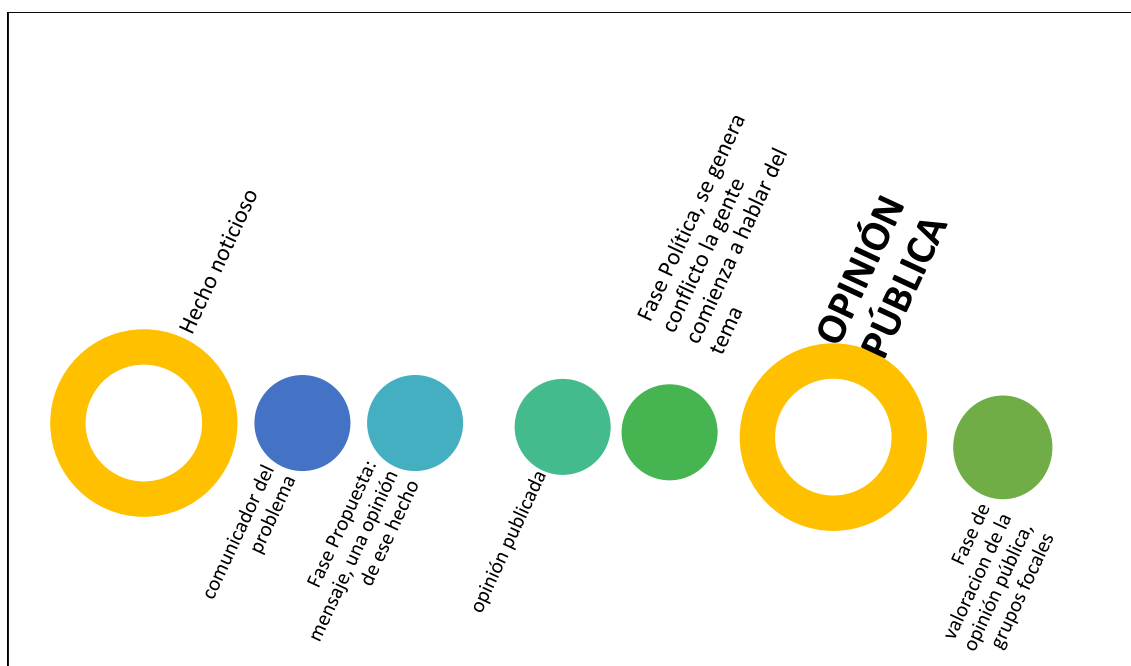 Hecho noticioso
comunicador del
problema
Fase Propuesta:
mensaje, una opinión
de ese hecho
opinión publicada
Fase Política, se genera
conflicto la gente
comienza a hablar del
tema
OPINIÓN
PÚBLICA
Fase de
valoracion de la
opinión pública,
grupos focales